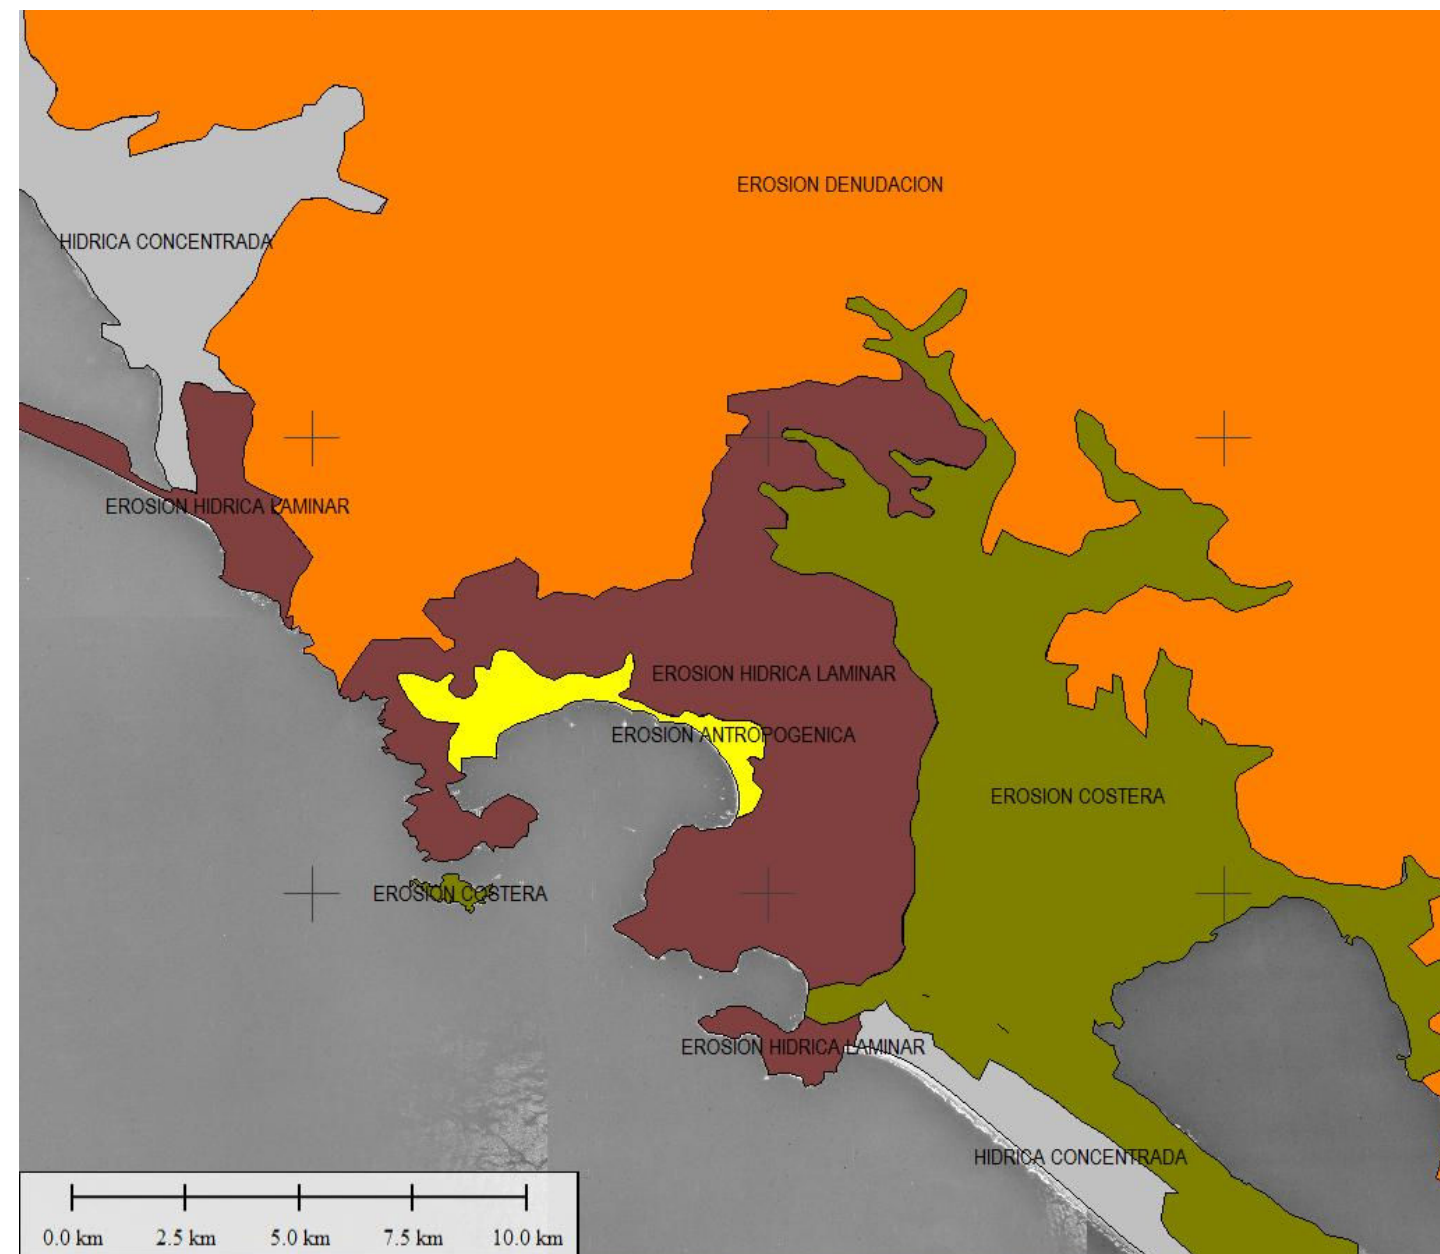 EROSION DENUDACION
HIDRICA CONCENTRADA
EROSION HIDRICA LAMINAR
EROSION HIDRICA LAMINAR
EROSION ANTROPOGENICA
EROSION COSTERA
EROSION COSTERA
EROSION HIDRICA LAMINAR
HIDRICA CONCENTRADA
0.0 km 2.5 km 5.0 km 7.5 km 10.0 km